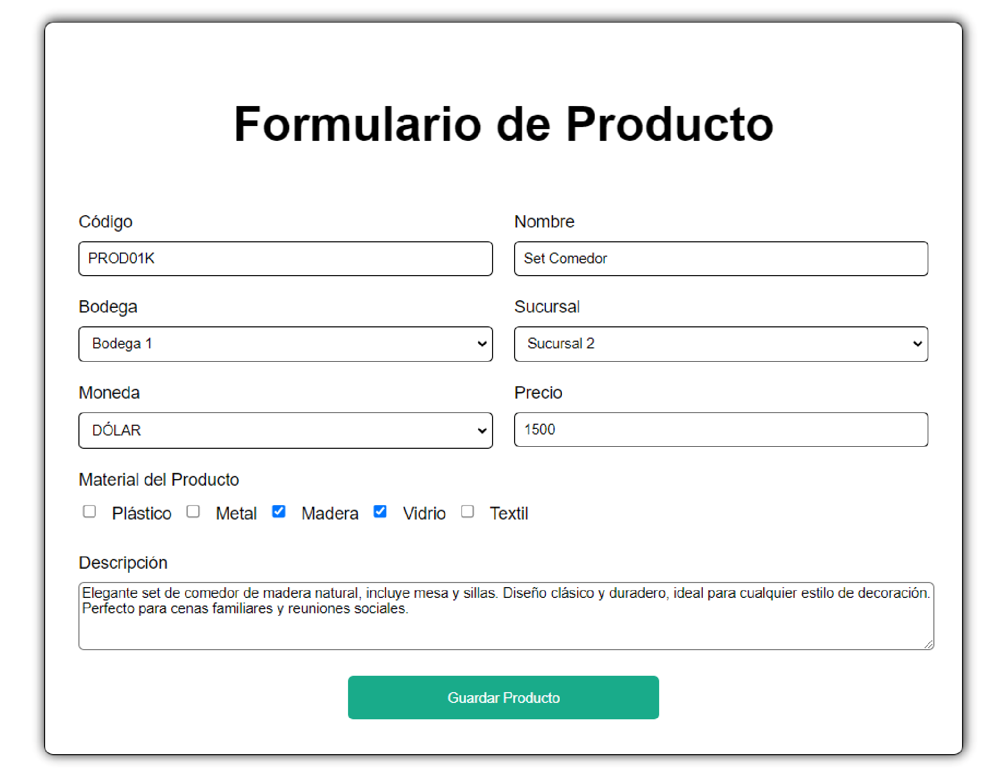 Formulario de Producto
Código
Nombre
PROD01K
Set Comedor
Bodega
Sucursal
Bodega 1
Sucursal 2
Moneda
Precio
DÓLAR
1500
Material del Producto
Plástico Metal Madera Vidrio Textil
Descripción
Elegante set de comedor de madera natural, incluye mesa y sillas. Diseño clásico y duradero, ideal para cualquier estilo de decoración.
Perfecto para cenas familiares y reuniones sociales.
Guardar Producto